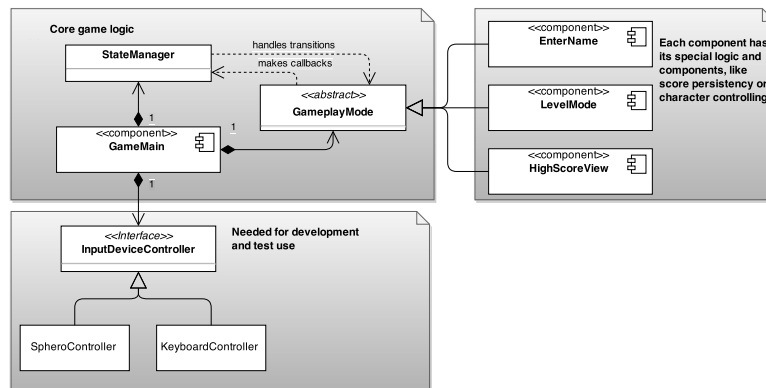 Core game logic
StateManager
handles transitions
makes callbacks
<<abstract>>
GameplayMode
1
1
<<component>>
GameMain
1
<<component>>
EnterName
<<component>>
LevelMode
<<component>>
HighScoreView
Each component has
its special logic and
components, like
score persistency or
character controlling
<<Interface>>
InputDeviceController
Needed for development
and test use
SpheroController
KeyboardController